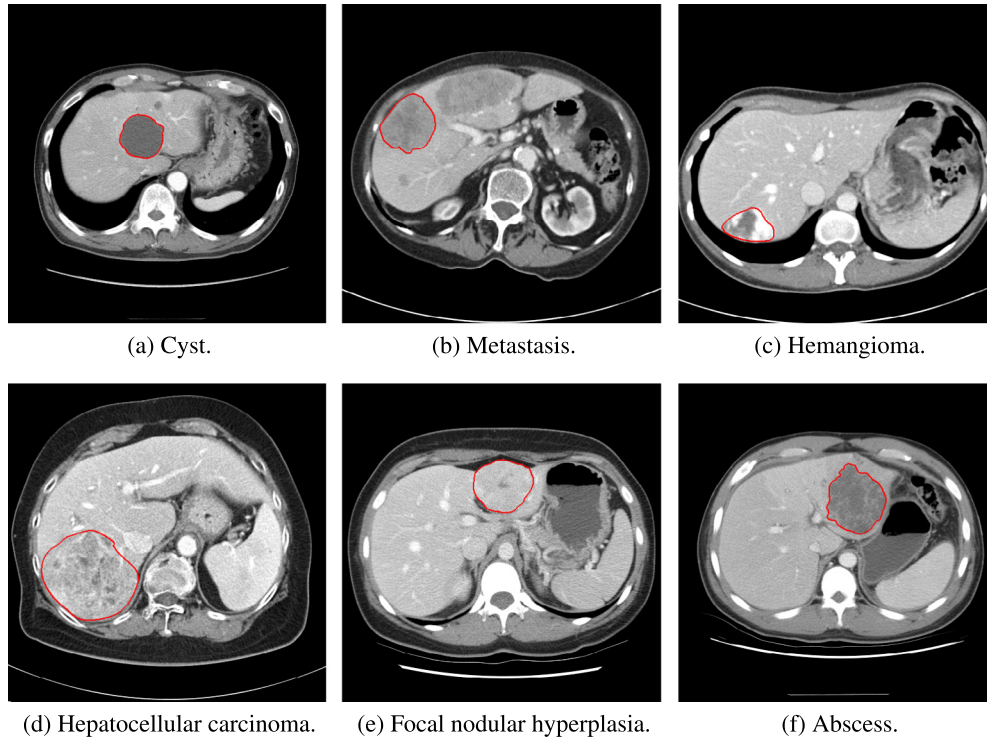 (a) Cyst.
(b) Metastasis.
(c) Hemangioma.
(d) Hepatocellular carcinoma.
(e) Focal nodular hyperplasia.
(f) Abscess.